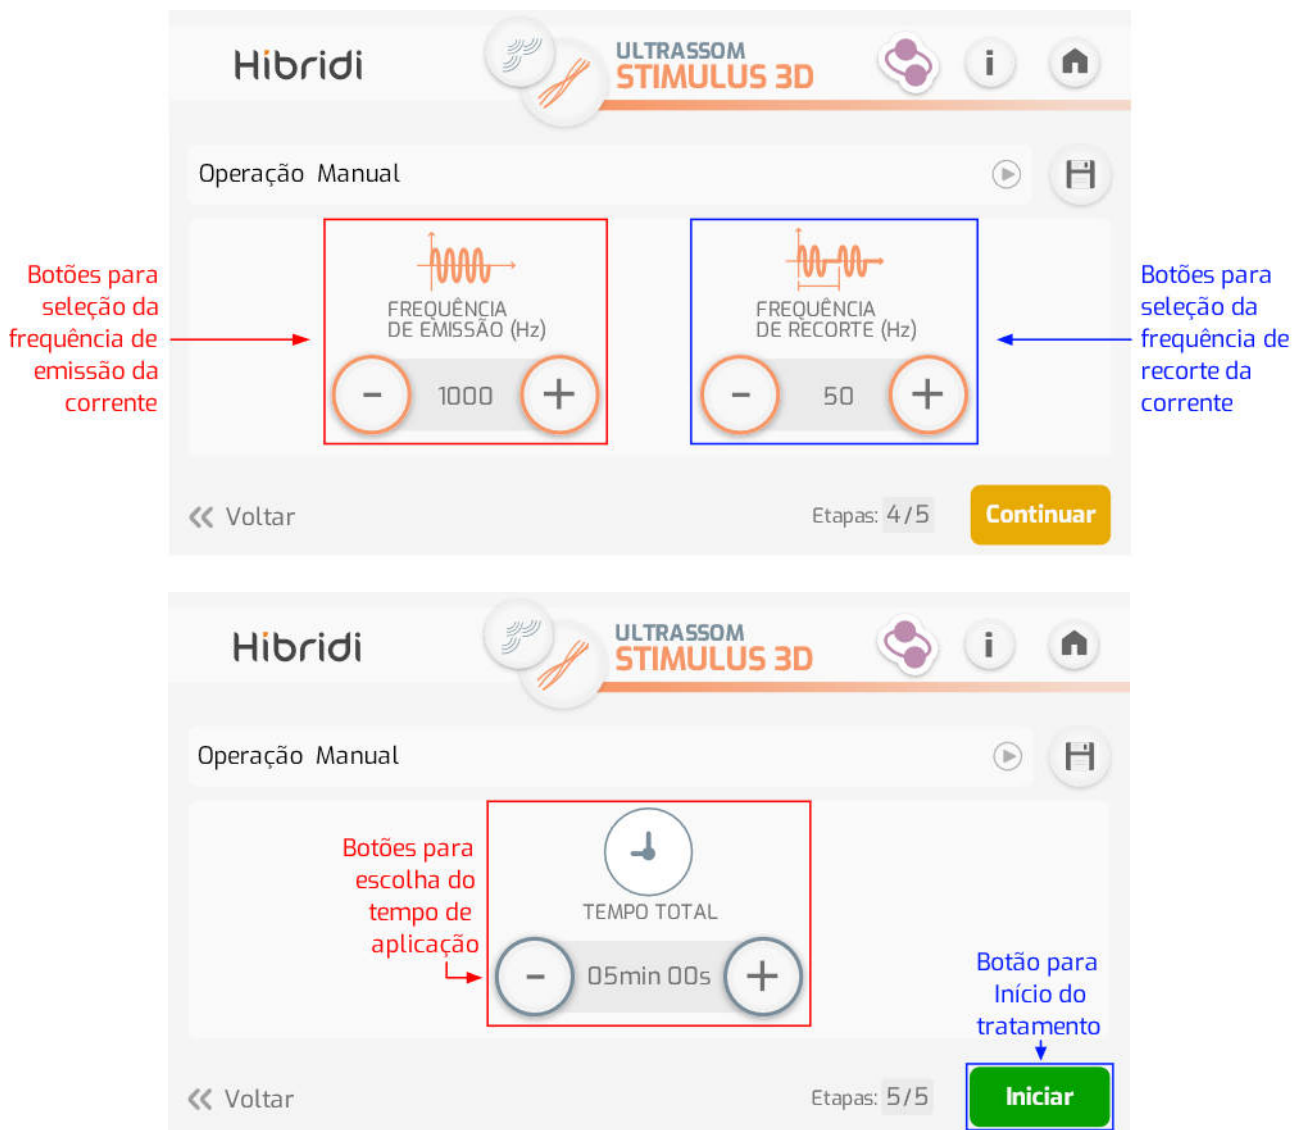 Hibridi
ULTRASSOM
STIMULUS 3D
i
Operação Manual
Botões para
seleção da
frequência de
emissão da
corrente
FREQUÊNCIA
DE EMISSÃO (Hz)
- 1000 +
FREQUÊNCIA
DE RECORTE (Hz)
- 50 +
Botões para
seleção da
frequência de
recorte da
corrente
Voltar
Etapas: 4/5
Continuar
Hibridi
ULTRASSOM
STIMULUS 3D
i
Operação Manual
Botões para
escolha do
tempo de
aplicação
TEMPO TOTAL
- 05min 00s +
Botão para
Início do
tratamento
Voltar
Etapas: 5/5
Iniciar